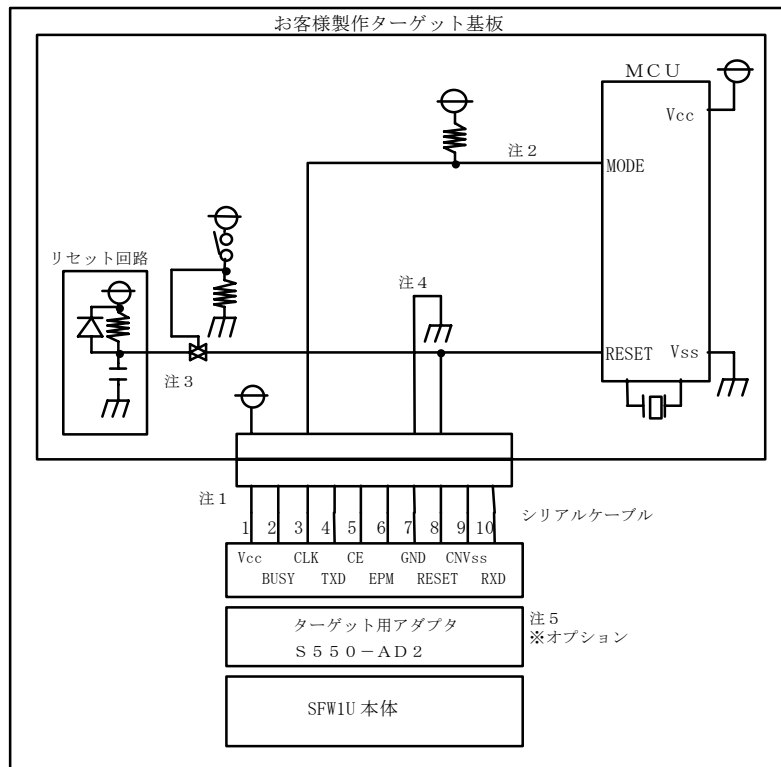 お客様製作ターゲット基板
MCU
Vcc
注2
MODE
リセット回路
注4
RESET Vss
注3
注1
シリアルケーブル
1 2 3 4 5 6 7 8 9 10
Vcc CLK CE GND CNVss
BUSY TXD EPM RESET RXD
ターゲット用アダプタ
S550-AD2
注5
※オプション
SFW1U 本体